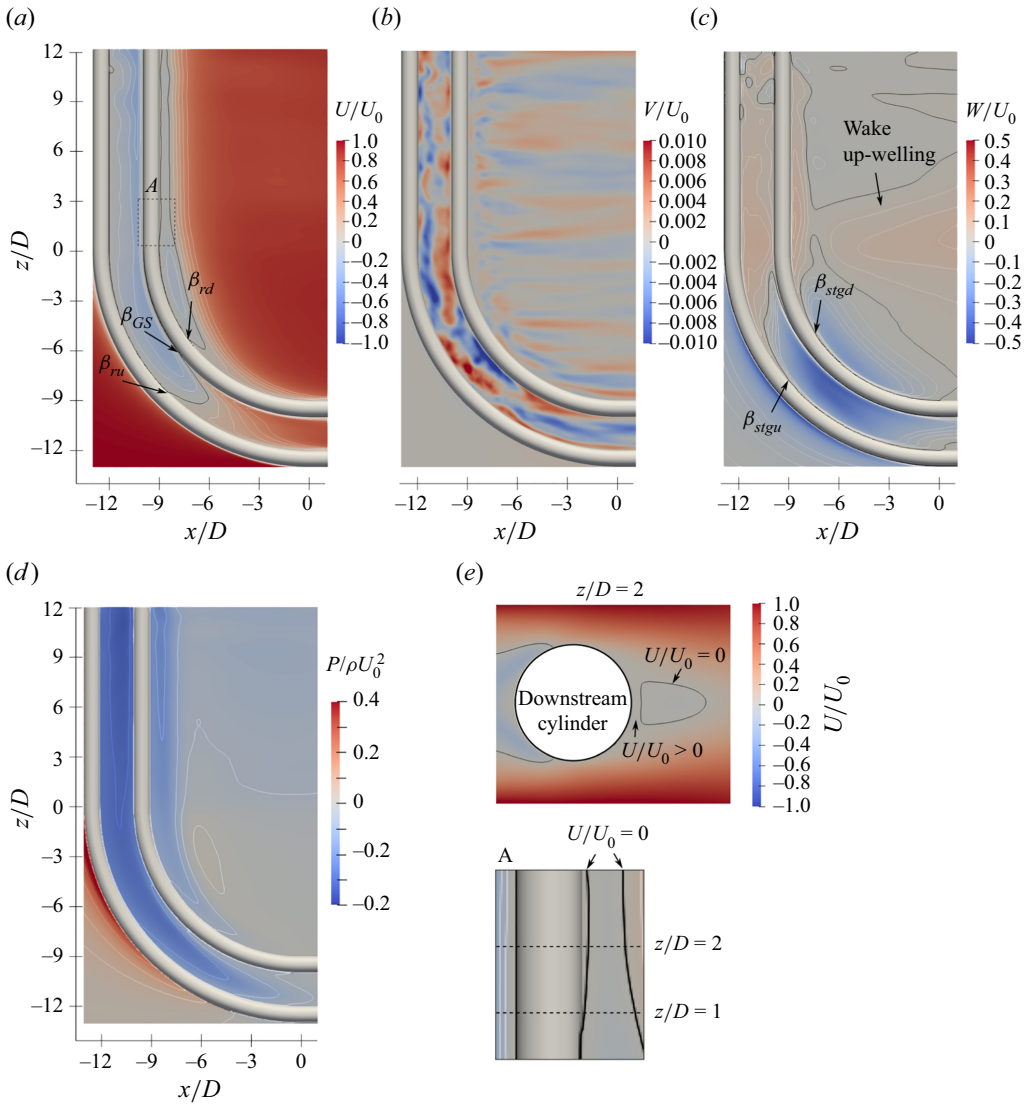 (a)
(b)
(c)
12
9
6
3
0
−3
−6
−9
−12
z/D
A
β_rd
β_GS
β_ru
−12 −9 −6 −3 0
x/D
U/U_0
1.0
0.8
0.6
0.4
0.2
0
−0.2
−0.4
−0.6
−0.8
−1.0
−12 −9 −6 −3 0
x/D
V/U_0
0.010
0.008
0.006
0.004
0.002
0
−0.002
−0.004
−0.006
−0.008
−0.010
Wake
up-welling
β_stgd
β_stgu
−12 −9 −6 −3 0
x/D
W/U_0
0.5
0.4
0.3
0.2
0.1
0
−0.1
−0.2
−0.3
−0.4
−0.5
(d)
(e)
12
9
6
3
0
−3
−6
−9
−12
z/D
−12 −9 −6 −3 0
x/D
P/ρU_0^2
0.4
0.2
0
−0.2
−0.2
z/D = 2
U/U_0 = 0
Downstream
cylinder
U/U_0 > 0
1.0
0.8
0.6
0.4
0.2
0
−0.2
−0.4
−0.6
−0.8
−1.0
U/U_0
U/U_0 = 0
A
z/D = 2
z/D = 1